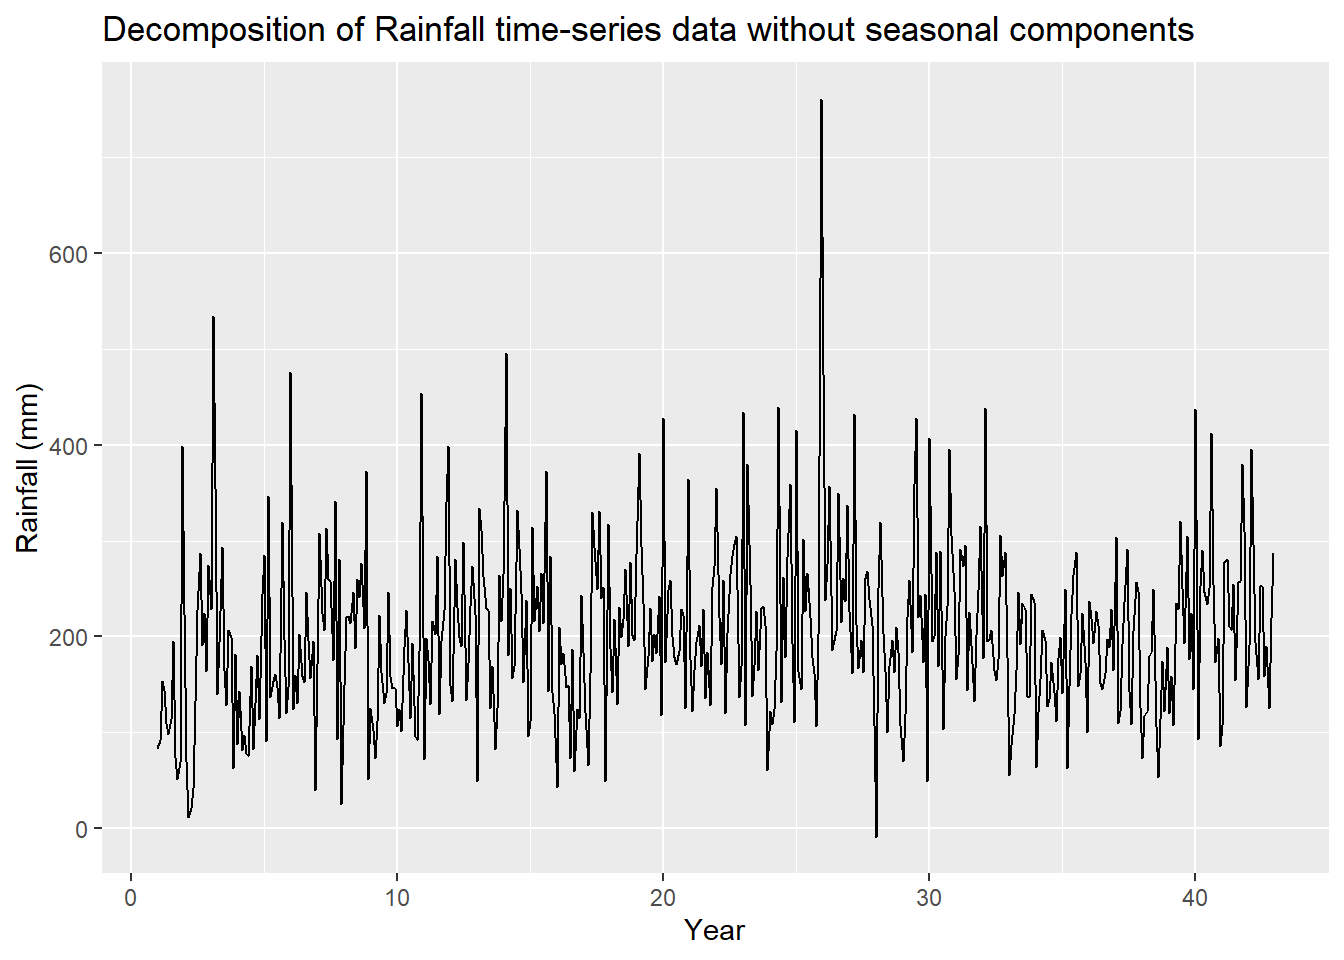 Decomposition of Rainfall time-series data without seasonal components
Rainfall (mm)
600
400
200
0
0 10 20 30 40
Year